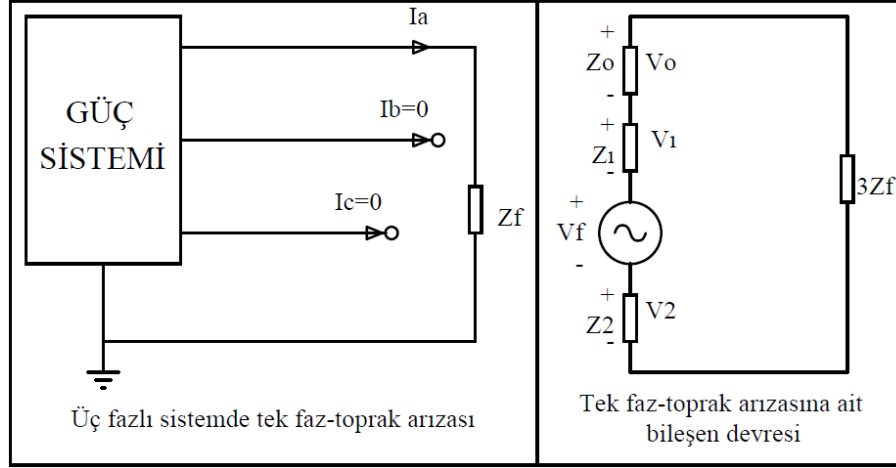 Ia
GÜÇ
SİSTEMİ
Ib=0
Ic=0
Zf
Üç fazlı sistemde tek faz-toprak arızası
+
Zo
Vo
-
+
Z1
V1
-
+
Vf
-
+
Z2
V2
-
3Zf
Tek faz-toprak arızasına ait
bileşen devresi